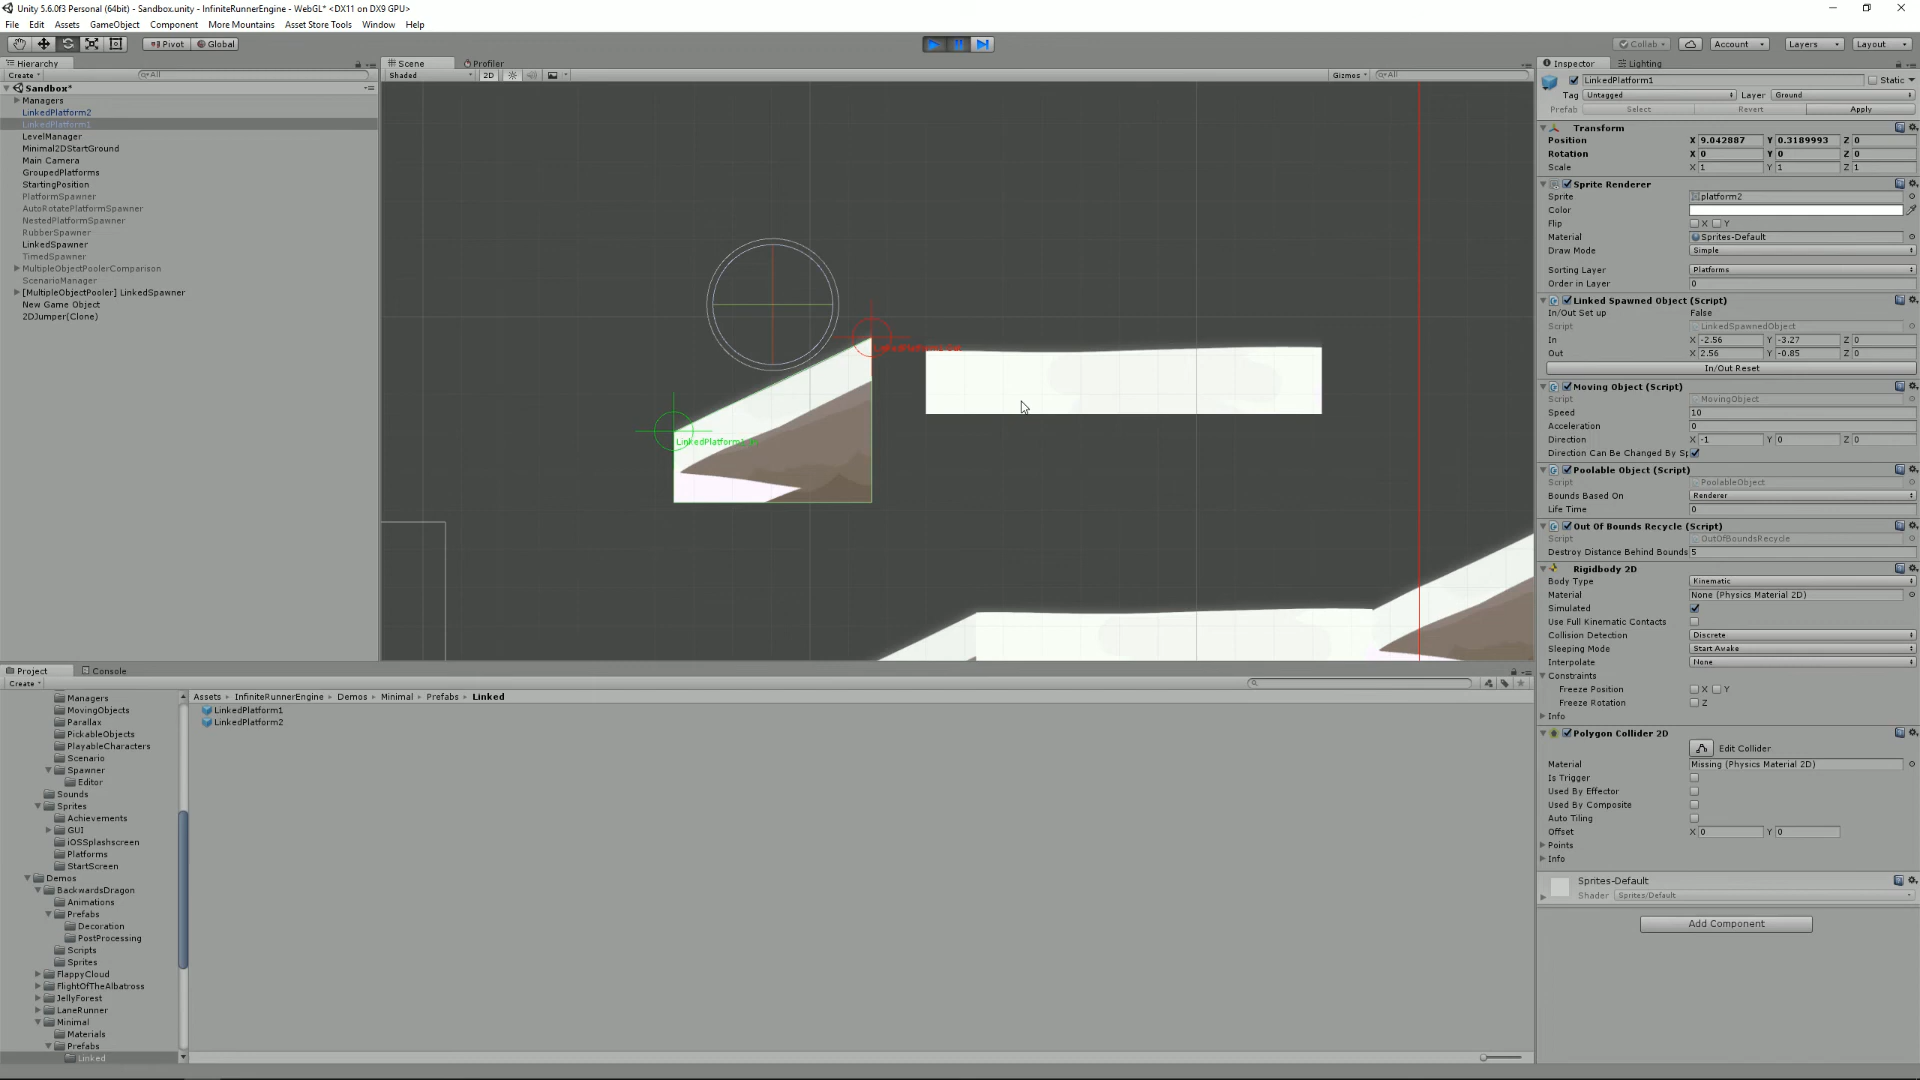 Unity 5.6.0f3 Personal (64bit) - Sandbox.unity - InfiniteRunnerEngine - WebGL* <DX11 on DX9 GPU>
File Edit Assets GameObject Component More Mountains Asset Store Tools Window Help
Pivot Global Collab Account Layers Layout
Hierarchy
Create All
Sandbox*
Managers
LinkedPlatform2
LinkedPlatform1
LevelManager
Minimal2DStartGround
Main Camera
GroupedPlatforms
StartingPosition
PlatformSpawner
AutoRotatePlatformSpawner
NestedPlatformSpawner
RubberSpawner
LinkedSpawner
TimedSpawner
MultipleObjectPoolerComparison
ScenarioManager
[MultipleObjectPooler] LinkedSpawner
New Game Object
2DJumper(Clone)
Scene Profiler
Shaded 2D Gizmos All
LinkedPlatform1
Inspector Lighting
LinkedPlatform1 Static
Tag Untagged Layer Ground
Prefab Select Revert Apply
Transform
Position X 9.042887 Y 0.3189993 Z 0
Rotation X 0 Y 0 Z 0
Scale X 1 Y 1 Z 1
Sprite Renderer
Sprite platform2
Color
Flip X Y
Material Sprites-Default
Draw Mode Simple
Sorting Layer Platforms
Order in Layer 0
Linked Spawned Object (Script)
In/Out Set up False
Script LinkedSpawnedObject
In X -2.56 Y -3.27 Z 0
Out X 2.56 Y -0.85 Z 0
In/Out Reset
Moving Object (Script)
Script MovingObject
Speed 10
Acceleration 0
Direction X -1 Y 0 Z 0
Direction Can Be Changed By Sp
Poolable Object (Script)
Script PoolableObject
Bounds Based On Renderer
Life Time 0
Out Of Bounds Recycle (Script)
Script OutOfBoundsRecycle
Destroy Distance Behind Bounds 5
Rigidbody 2D
Body Type Kinematic
Material None (Physics Material 2D)
Simulated
Use Full Kinematic Contacts
Collision Detection Discrete
Sleeping Mode Start Awake
Interpolate None
Constraints
Freeze Position X Y
Freeze Rotation Z
Info
Polygon Collider 2D
Edit Collider
Material Missing (Physics Material 2D)
Is Trigger
Used By Effector
Used By Composite
Auto Tiling
Offset X 0 Y 0
Points
Info
Sprites-Default
Shader Sprites/Default
Add Component
Project Console
Create
Managers
MovingObjects
Parallax
PickableObjects
PlayableCharacters
Scenario
Spawner
Editor
Sounds
Sprites
Achievements
GUI
iOSSplashscreen
Platforms
StartScreen
Demos
BackwardsDragon
Animations
Prefabs
Decoration
PostProcessing
Scripts
Sprites
FlappyCloud
FlightOfTheAlbatross
JellyForest
LaneRunner
Minimal
Materials
Prefabs
Linked
Assets InfiniteRunnerEngine Demos Minimal Prefabs Linked
LinkedPlatform1
LinkedPlatform2